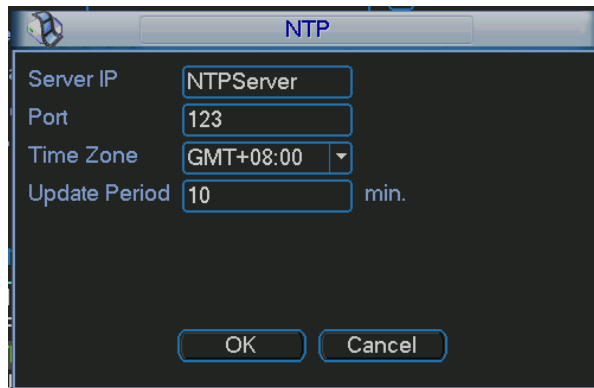 NTP
Server IP NTPServer
Port 123
Time Zone GMT+08:00
Update Period 10 min.
OK Cancel